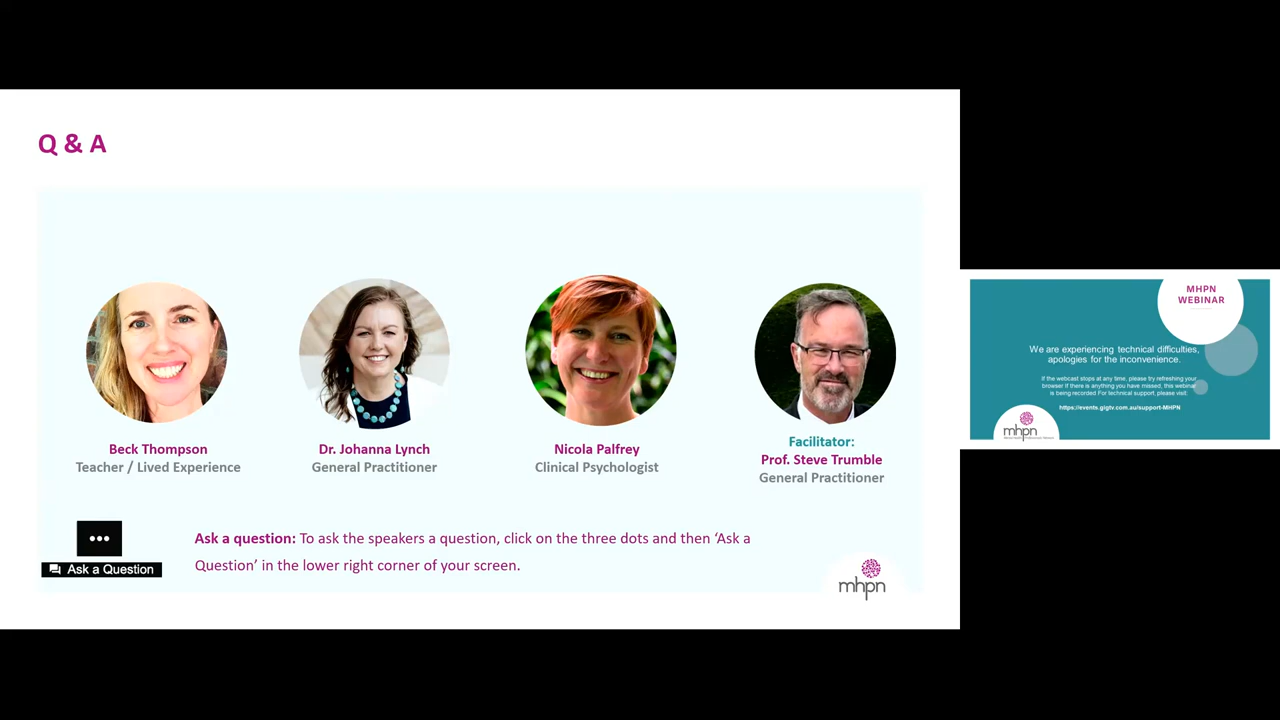 Q & A
Beck Thompson
Teacher / Lived Experience
Dr. Johanna Lynch
General Practitioner
Nicola Palfrey
Clinical Psychologist
Facilitator:
Prof. Steve Trumble
General Practitioner
•••
Ask a Question
Ask a question: To ask the speakers a question, click on the three dots and then ‘Ask a
Question’ in the lower right corner of your screen.
mhpn
MHPN
WEBINAR
We are experiencing technical difficulties,
apologies for the inconvenience.
If the webcast stops at any time, please try refreshing your
browser If there is anything you have missed, this webinar
is being recorded For technical support, please visit:
https://events.gigtv.com.au/support-MHPN
mhpn